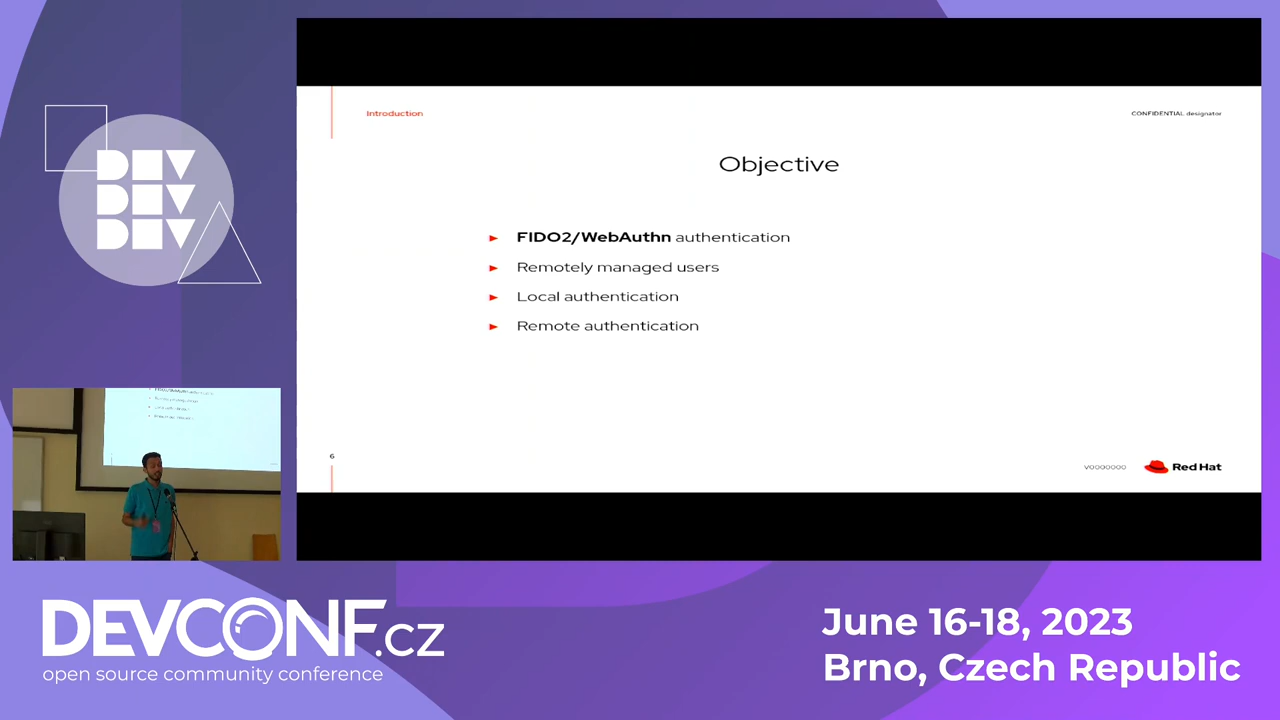 DEV
DEV
DEV
Introduction
CONFIDENTIAL designator
Objective
FIDO2/WebAuthn authentication
Remotely managed users
Local authentication
Remote authentication
6
V0000000
Red Hat
DEVCONF.cz
open source community conference
June 16-18, 2023
Brno, Czech Republic